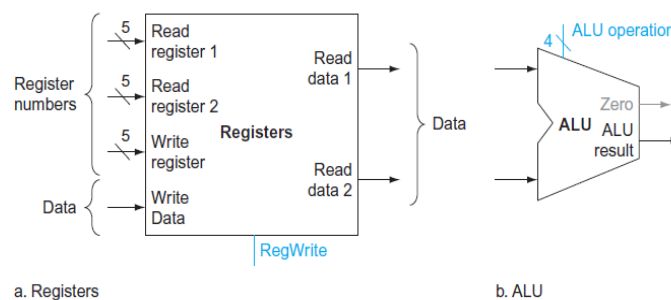 Register
numbers
Data
5
Read
register 1
5
Read
register 2
5
Write
register
Write
Data
Registers
Read
data 1
Read
data 2
RegWrite
Data
4
ALU operation
Zero
ALU
ALU
result
a. Registers
b. ALU